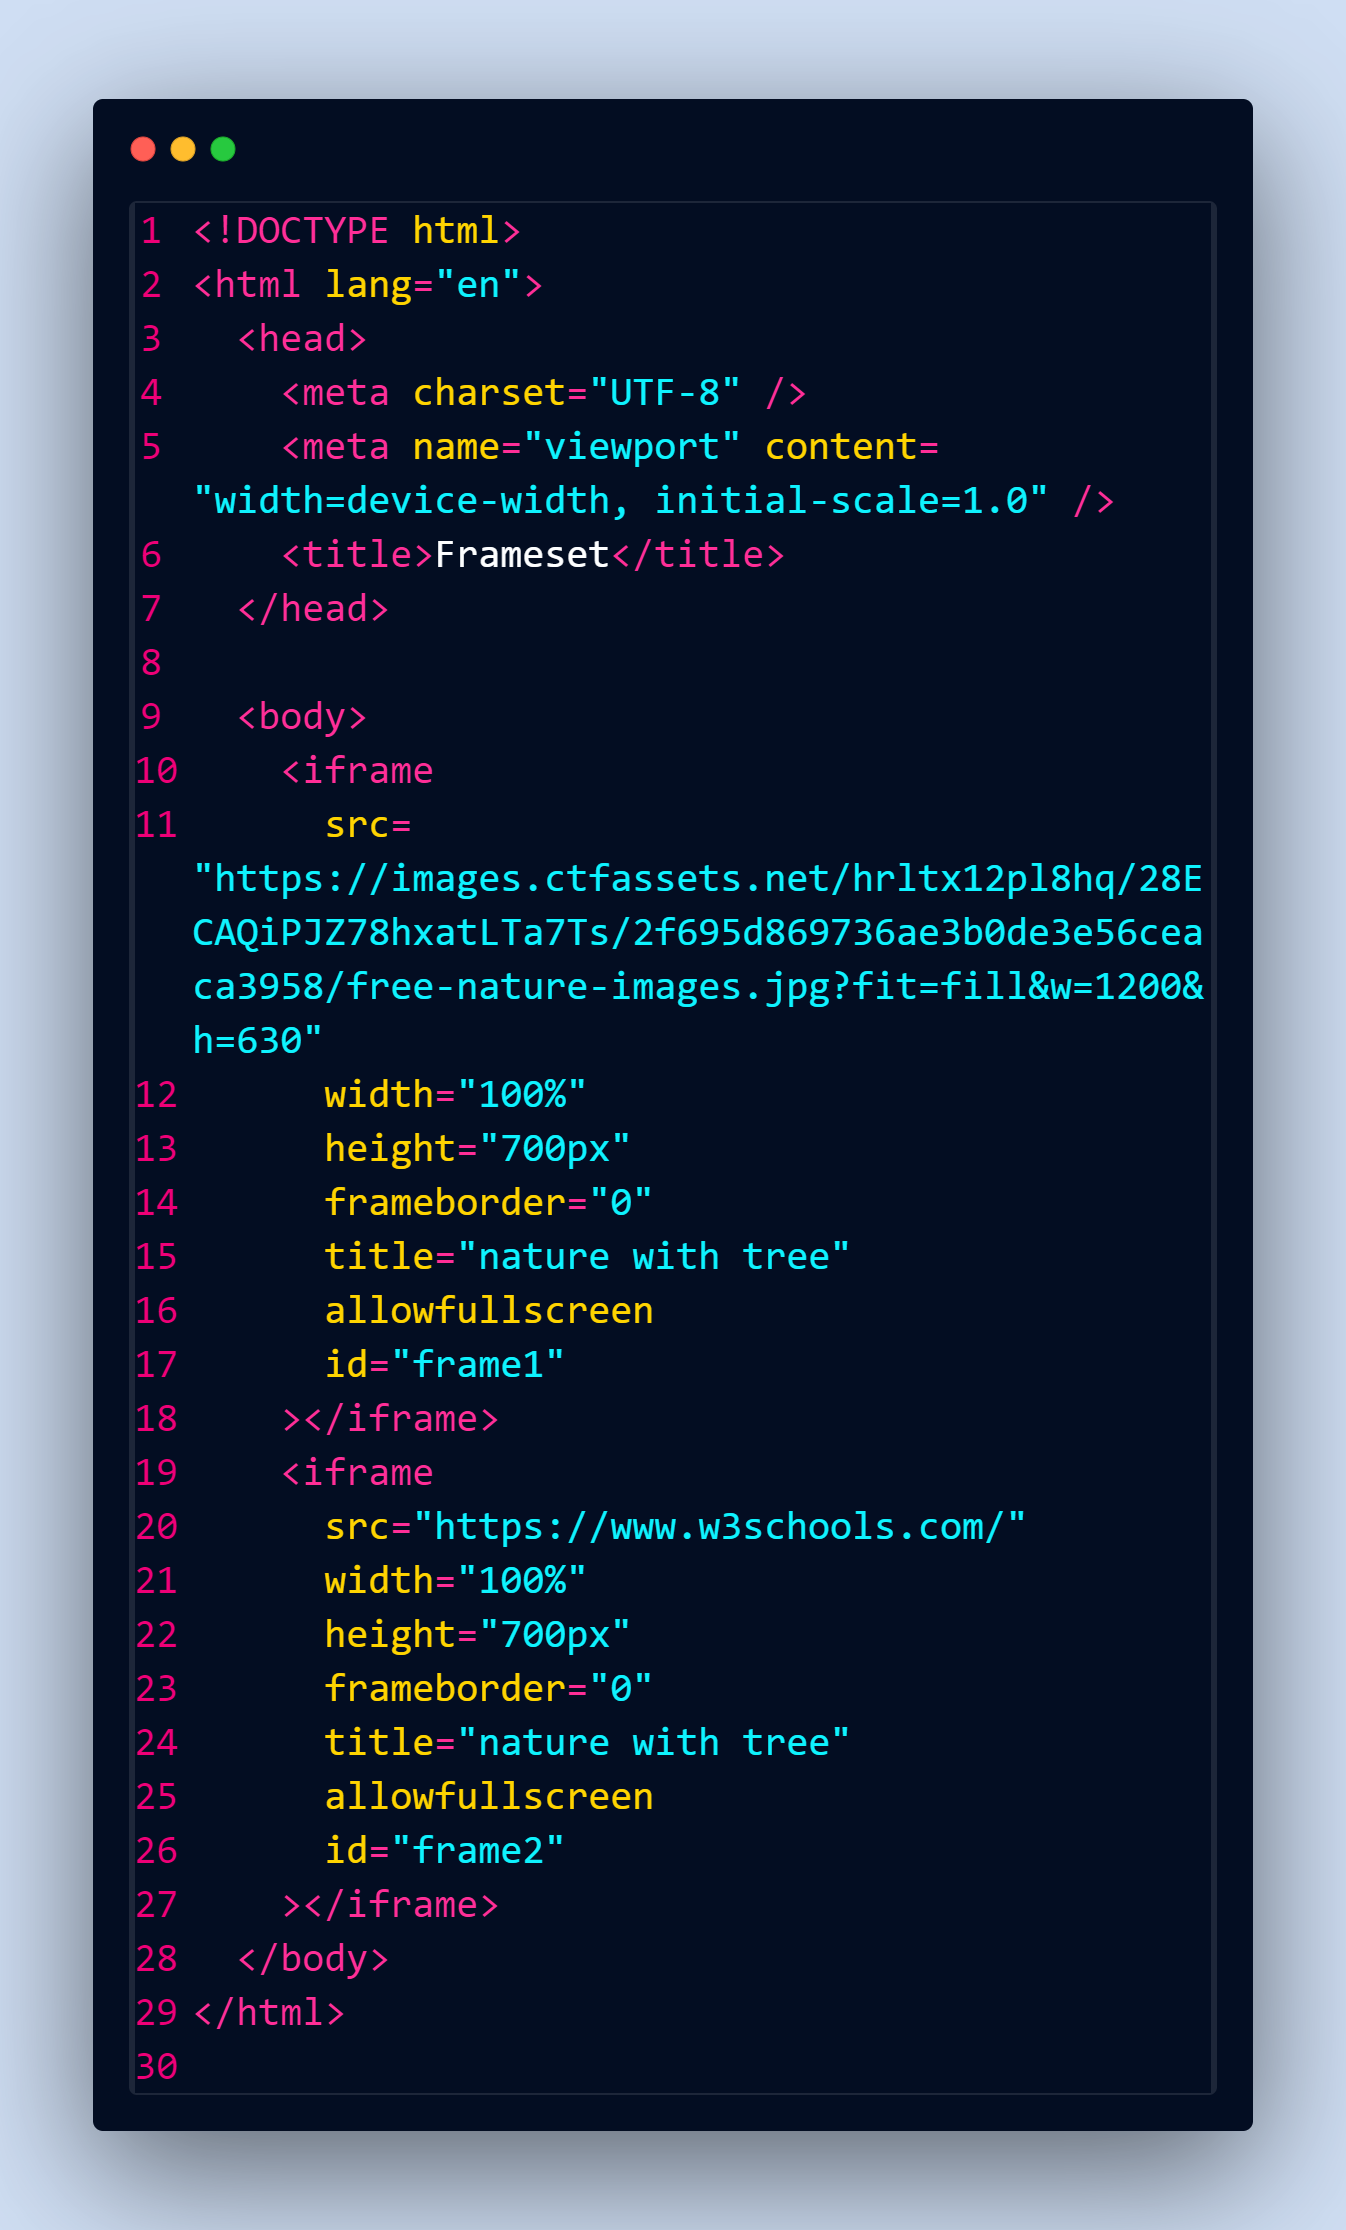 1 <!DOCTYPE html>
2 <html lang="en">
3   <head>
4     <meta charset="UTF-8" />
5     <meta name="viewport" content=
"width=device-width, initial-scale=1.0" />
6     <title>Frameset</title>
7   </head>
8
9   <body>
10     <iframe
11       src=
"https://images.ctfassets.net/hrltx12pl8hq/28E
CAQiPJZ78hxatLTa7Ts/2f695d869736ae3b0de3e56cea
ca3958/free-nature-images.jpg?fit=fill&w=1200&
h=630"
12       width="100%"
13       height="700px"
14       frameborder="0"
15       title="nature with tree"
16       allowfullscreen
17       id="frame1"
18     ></iframe>
19     <iframe
20       src="https://www.w3schools.com/"
21       width="100%"
22       height="700px"
23       frameborder="0"
24       title="nature with tree"
25       allowfullscreen
26       id="frame2"
27     ></iframe>
28   </body>
29 </html>
30